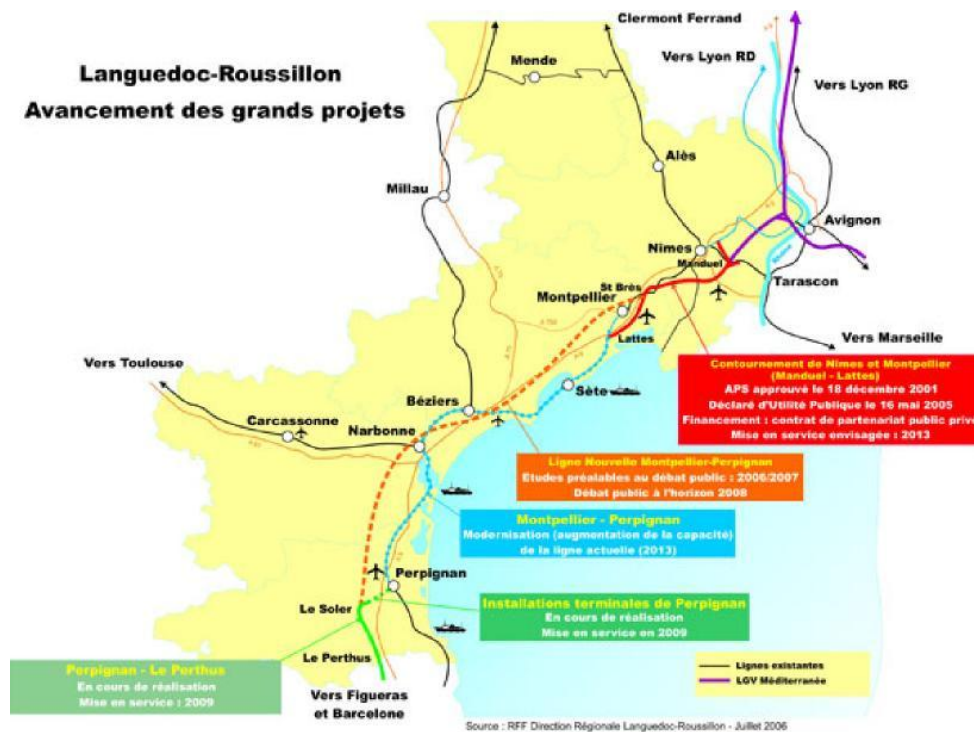 Languedoc-Roussillon
Avancement des grands projets
Clermont Ferrand
Mende
Vers Lyon RD
Vers Lyon RG
Alès
Millau
Avignon
Nîmes
Manduel
St Brès
Tarascon
Montpellier
Lattes
Vers Marseille
Vers Toulouse
Contournement de Nîmes et Montpellier
(Manduel - Lattes)
APS approuvé le 18 décembre 2001
Déclaré d'Utilité Publique le 16 mai 2005
Financement : contrat de partenariat public privé
Mise en service envisagée : 2013
Sète
Béziers
Carcassonne
Narbonne
Ligne Nouvelle Montpellier-Perpignan
Etudes préalables au débat public : 2006/2007
Débat public à l'horizon 2008
Montpellier - Perpignan
Modernisation (augmentation de la capacité)
de la ligne actuelle (2013)
Perpignan
Le Soler
Installations terminales de Perpignan
En cours de réalisation
Mise en service en 2009
Le Perthus
Perpignan - Le Perthus
En cours de réalisation
Mise en service : 2009
Vers Figueras
et Barcelone
Lignes existantes
LGV Méditerranée
Source : RFF Direction Régionale Languedoc-Roussillon - Juillet 2006